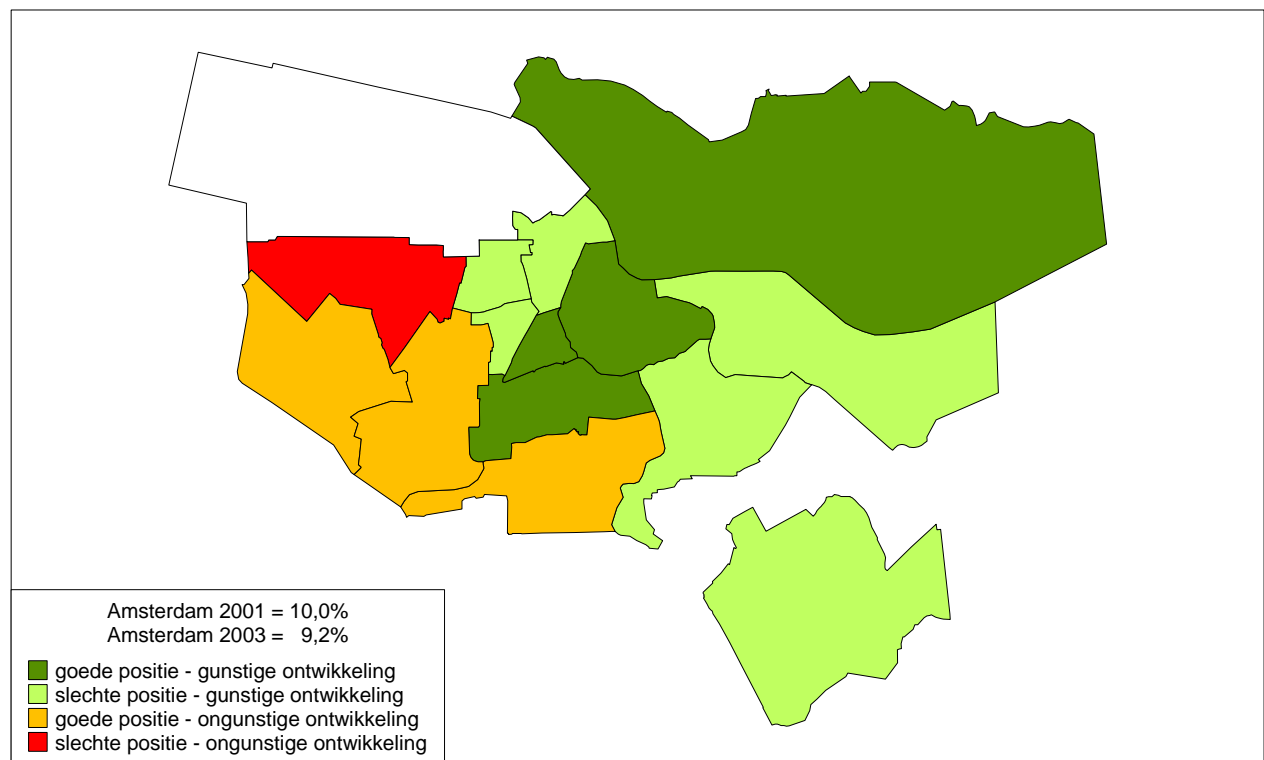 Amsterdam 2001 = 10,0%
Amsterdam 2003 = 9,2%
goede positie - gunstige ontwikkeling
slechte positie - gunstige ontwikkeling
goede positie - ongunstige ontwikkeling
slechte positie - ongunstige ontwikkeling